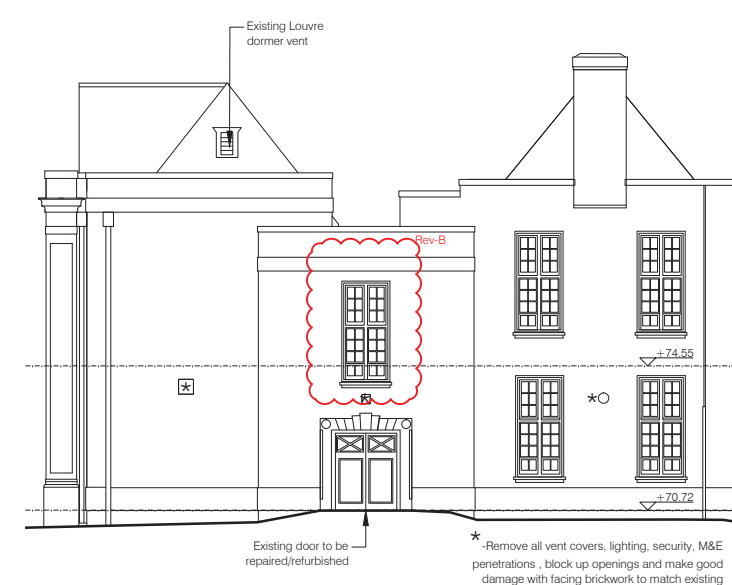 Existing Louvre
dormer vent
Rev-B
+74.55
*
*
*
+70.72
Existing door to be
repaired/refurbished
* -Remove all vent covers, lighting, security, M&E
penetrations , block up openings and make good
damage with facing brickwork to match existing